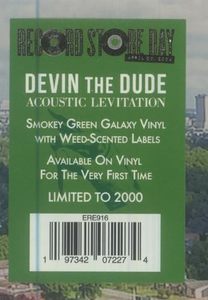 RECORD STORE DAY
DEVIN THE DUDE
ACOUSTIC LEVITATION
SMOKEY GREEN GALAXY VINYL
WITH WEED-SCENTED LABELS
AVAILABLE ON VINYL
FOR THE VERY FIRST TIME
LIMITED TO 2000
ERE916
1 97342 07227 4